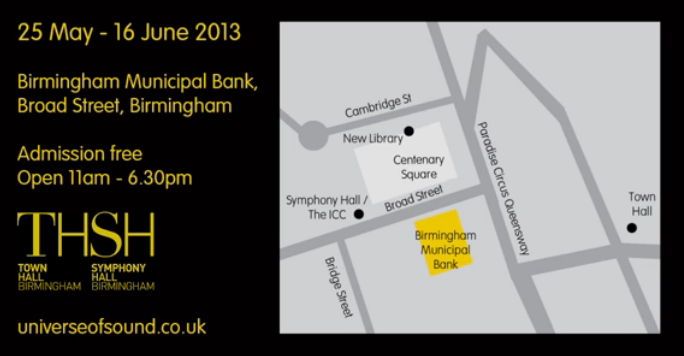 25 May - 16 June 2013
Birmingham Municipal Bank,
Broad Street, Birmingham
Admission free
Open 11am - 6.30pm
THSH
TOWN
HALL
BIRMINGHAM
SYMPHONY
HALL
BIRMINGHAM
universeofsound.co.uk
Cambridge St
New Library
Centenary
Square
Paradise Circus Queensway
Symphony Hall /
The ICC
Broad Street
Town
Hall
Birmingham
Municipal
Bank
Bridge Street